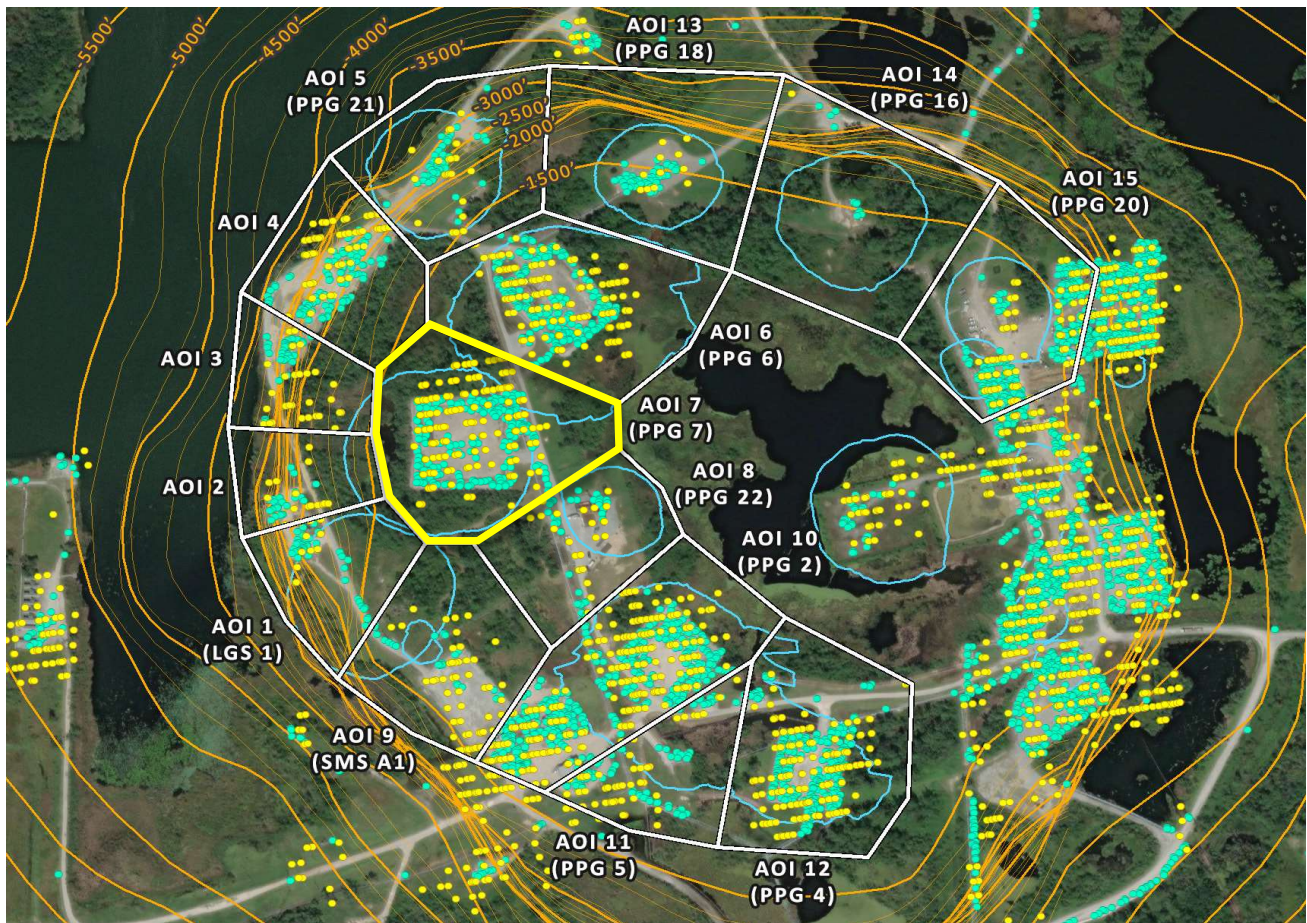 -5500'
-5000'
-4500'
-4000'
-3500'
-3000'
-2500'
-2000'
-1500'
AOI 13
(PPG 18)
AOI 14
(PPG 16)
AOI 5
(PPG 21)
AOI 15
(PPG 20)
AOI 4
AOI 3
AOI 6
(PPG 6)
AOI 7
(PPG 7)
AOI 8
(PPG 22)
AOI 2
AOI 10
(PPG 2)
AOI 1
(LGS 1)
AOI 9
(SMS A1)
AOI 11
(PPG 5)
AOI 12
(PPG 4)